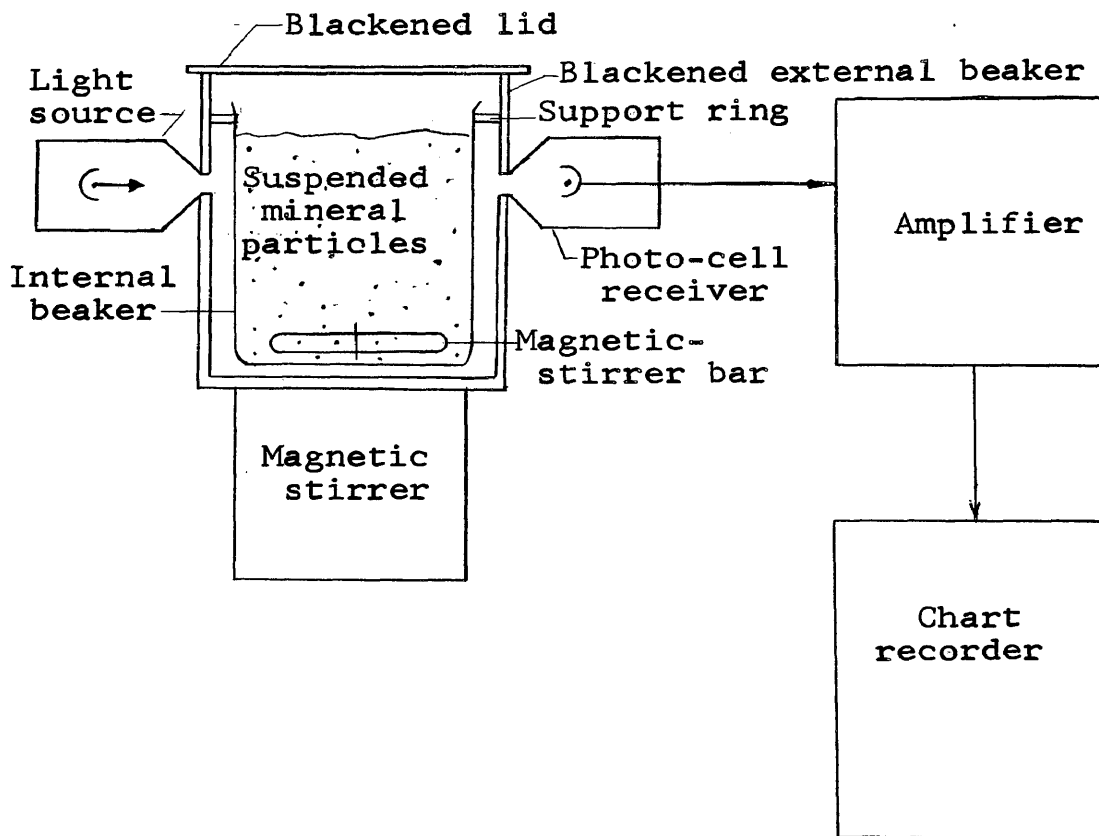 Blackened lid
Light
source
Blackened external beaker
Support ring
Suspended
mineral
particles
Amplifier
Internal
beaker
Photo-cell
receiver
Magnetic-
stirrer bar
Magnetic
stirrer
Chart
recorder